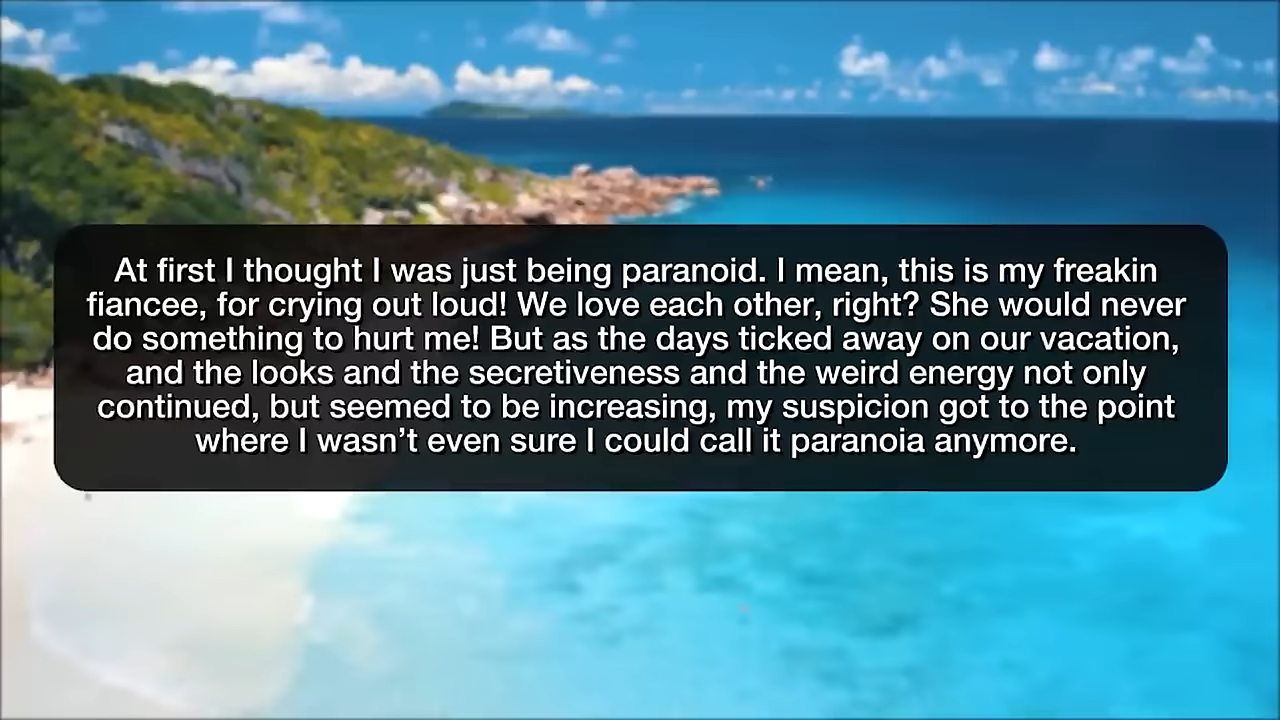 At first I thought I was just being paranoid. I mean, this is my freakin
fiancee, for crying out loud! We love each other, right? She would never
do something to hurt me! But as the days ticked away on our vacation,
and the looks and the secretiveness and the weird energy not only
continued, but seemed to be increasing, my suspicion got to the point
where I wasn’t even sure I could call it paranoia anymore.